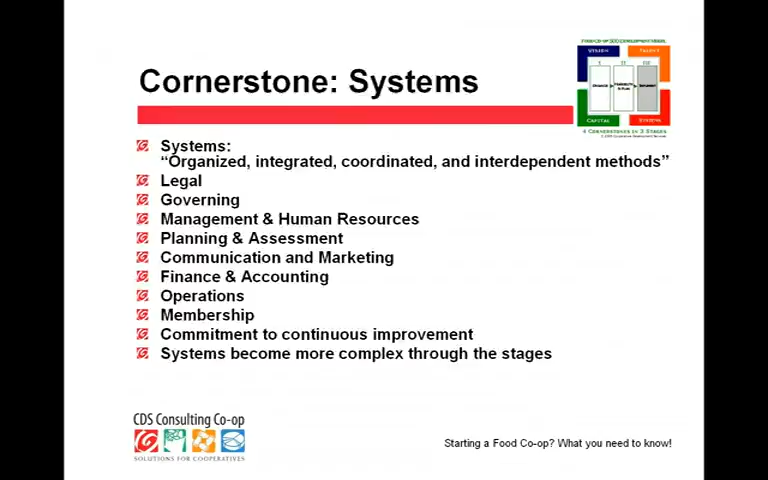 Cornerstone: Systems
VISION
TALENT
I
II
III
ORGANIZE
CAPITAL
SYSTEMS
4 CORNERSTONES IN 3 STAGES
Systems:
“Organized, integrated, coordinated, and interdependent methods”
Legal
Governing
Management & Human Resources
Planning & Assessment
Communication and Marketing
Finance & Accounting
Operations
Membership
Commitment to continuous improvement
Systems become more complex through the stages
CDS Consulting Co-op
SOLUTIONS FOR COOPERATIVES
Starting a Food Co-op? What you need to know!